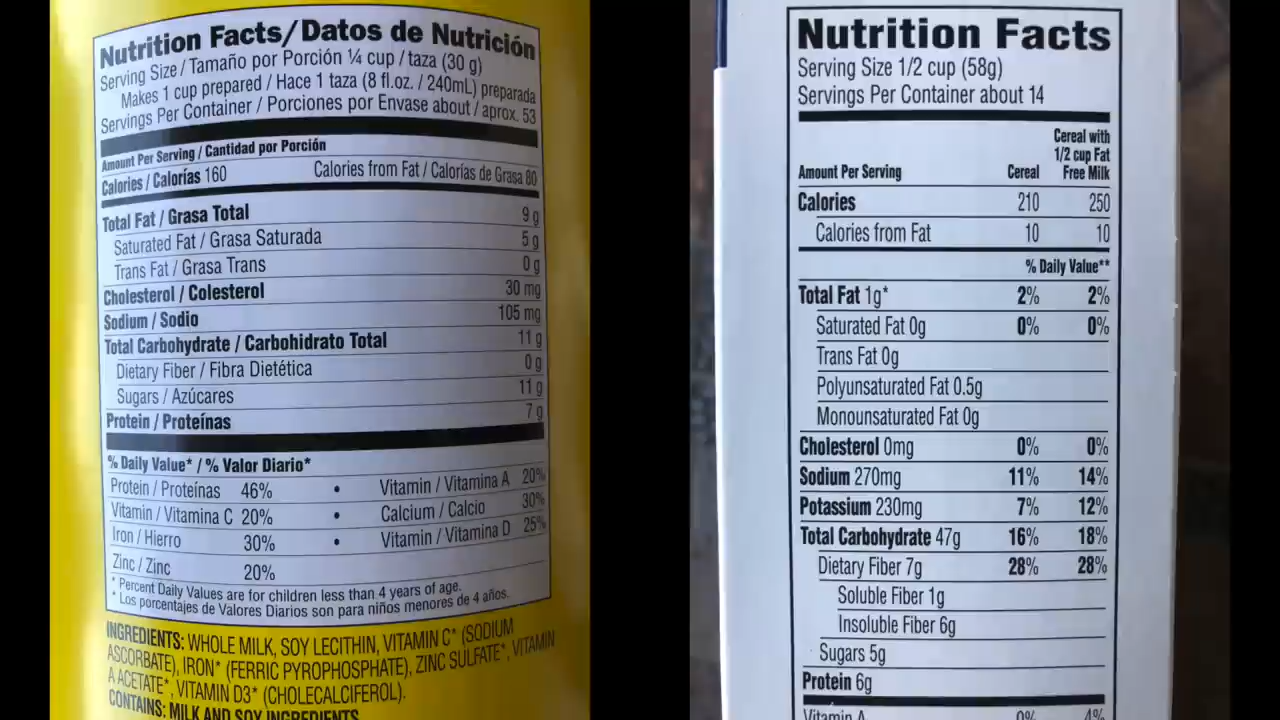 Nutrition Facts/Datos de Nutrición
Serving Size / Tamaño por Porción ¼ cup / taza (30 g)
Makes 1 cup prepared / Hace 1 taza (8 fl.oz. / 240mL) preparada
Servings Per Container / Porciones por Envase about / aprox. 53
Amount Per Serving / Cantidad por Porción
Calories / Calorías 160 Calories from Fat / Calorías de Grasa 80
Total Fat / Grasa Total 9 g
Saturated Fat / Grasa Saturada 5 g
Trans Fat / Grasa Trans 0 g
Cholesterol / Colesterol 30 mg
Sodium / Sodio 105 mg
Total Carbohydrate / Carbohidrato Total 11 g
Dietary Fiber / Fibra Dietética 0 g
Sugars / Azúcares 11 g
Protein / Proteínas 7 g
% Daily Value* / % Valor Diario*
Protein / Proteínas 46% • Vitamin / Vitamina A 20%
Vitamin / Vitamina C 20% • Calcium / Calcio 30%
Iron / Hierro 30% • Vitamin / Vitamina D 25%
Zinc / Zinc 20%
* Percent Daily Values are for children less than 4 years of age.
* Los porcentajes de Valores Diarios son para niños menores de 4 años.
INGREDIENTS: WHOLE MILK, SOY LECITHIN, VITAMIN C* (SODIUM
ASCORBATE), IRON* (FERRIC PYROPHOSPHATE), ZINC SULFATE*, VITAMIN
A ACETATE*, VITAMIN D3* (CHOLECALCIFEROL).
CONTAINS: MILK AND SOY INGREDIENTS
Nutrition Facts
Serving Size 1/2 cup (58g)
Servings Per Container about 14
Cereal with
1/2 cup Fat
Amount Per Serving Cereal Free Milk
Calories 210 250
Calories from Fat 10 10
% Daily Value**
Total Fat 1g* 2% 2%
Saturated Fat 0g 0% 0%
Trans Fat 0g
Polyunsaturated Fat 0.5g
Monounsaturated Fat 0g
Cholesterol 0mg 0% 0%
Sodium 270mg 11% 14%
Potassium 230mg 7% 12%
Total Carbohydrate 47g 16% 18%
Dietary Fiber 7g 28% 28%
Soluble Fiber 1g
Insoluble Fiber 6g
Sugars 5g
Protein 6g
Vitamin A 0% 4%